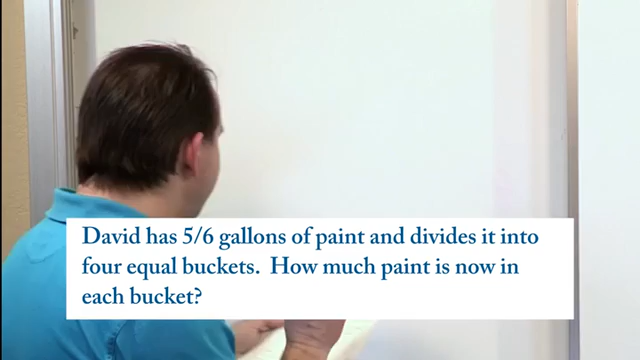 David has 5/6 gallons of paint and divides it into
four equal buckets.  How much paint is now in
each bucket?